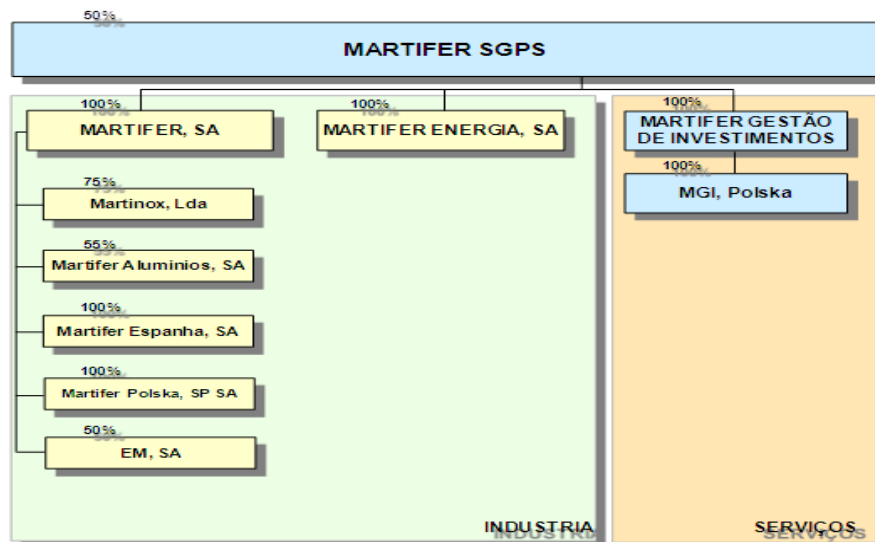 50%
MARTIFER SGPS
100%
MARTIFER, SA
100%
MARTIFER ENERGIA, SA
100%
MARTIFER GESTÃO
DE INVESTIMENTOS
100%
MGI, Polska
75%
Martinox, Lda
55%
Martifer Aluminios, SA
100%
Martifer Espanha, SA
100%
Martifer Polska, SP SA
50%
EM, SA
INDUSTRIA
SERVIÇOS